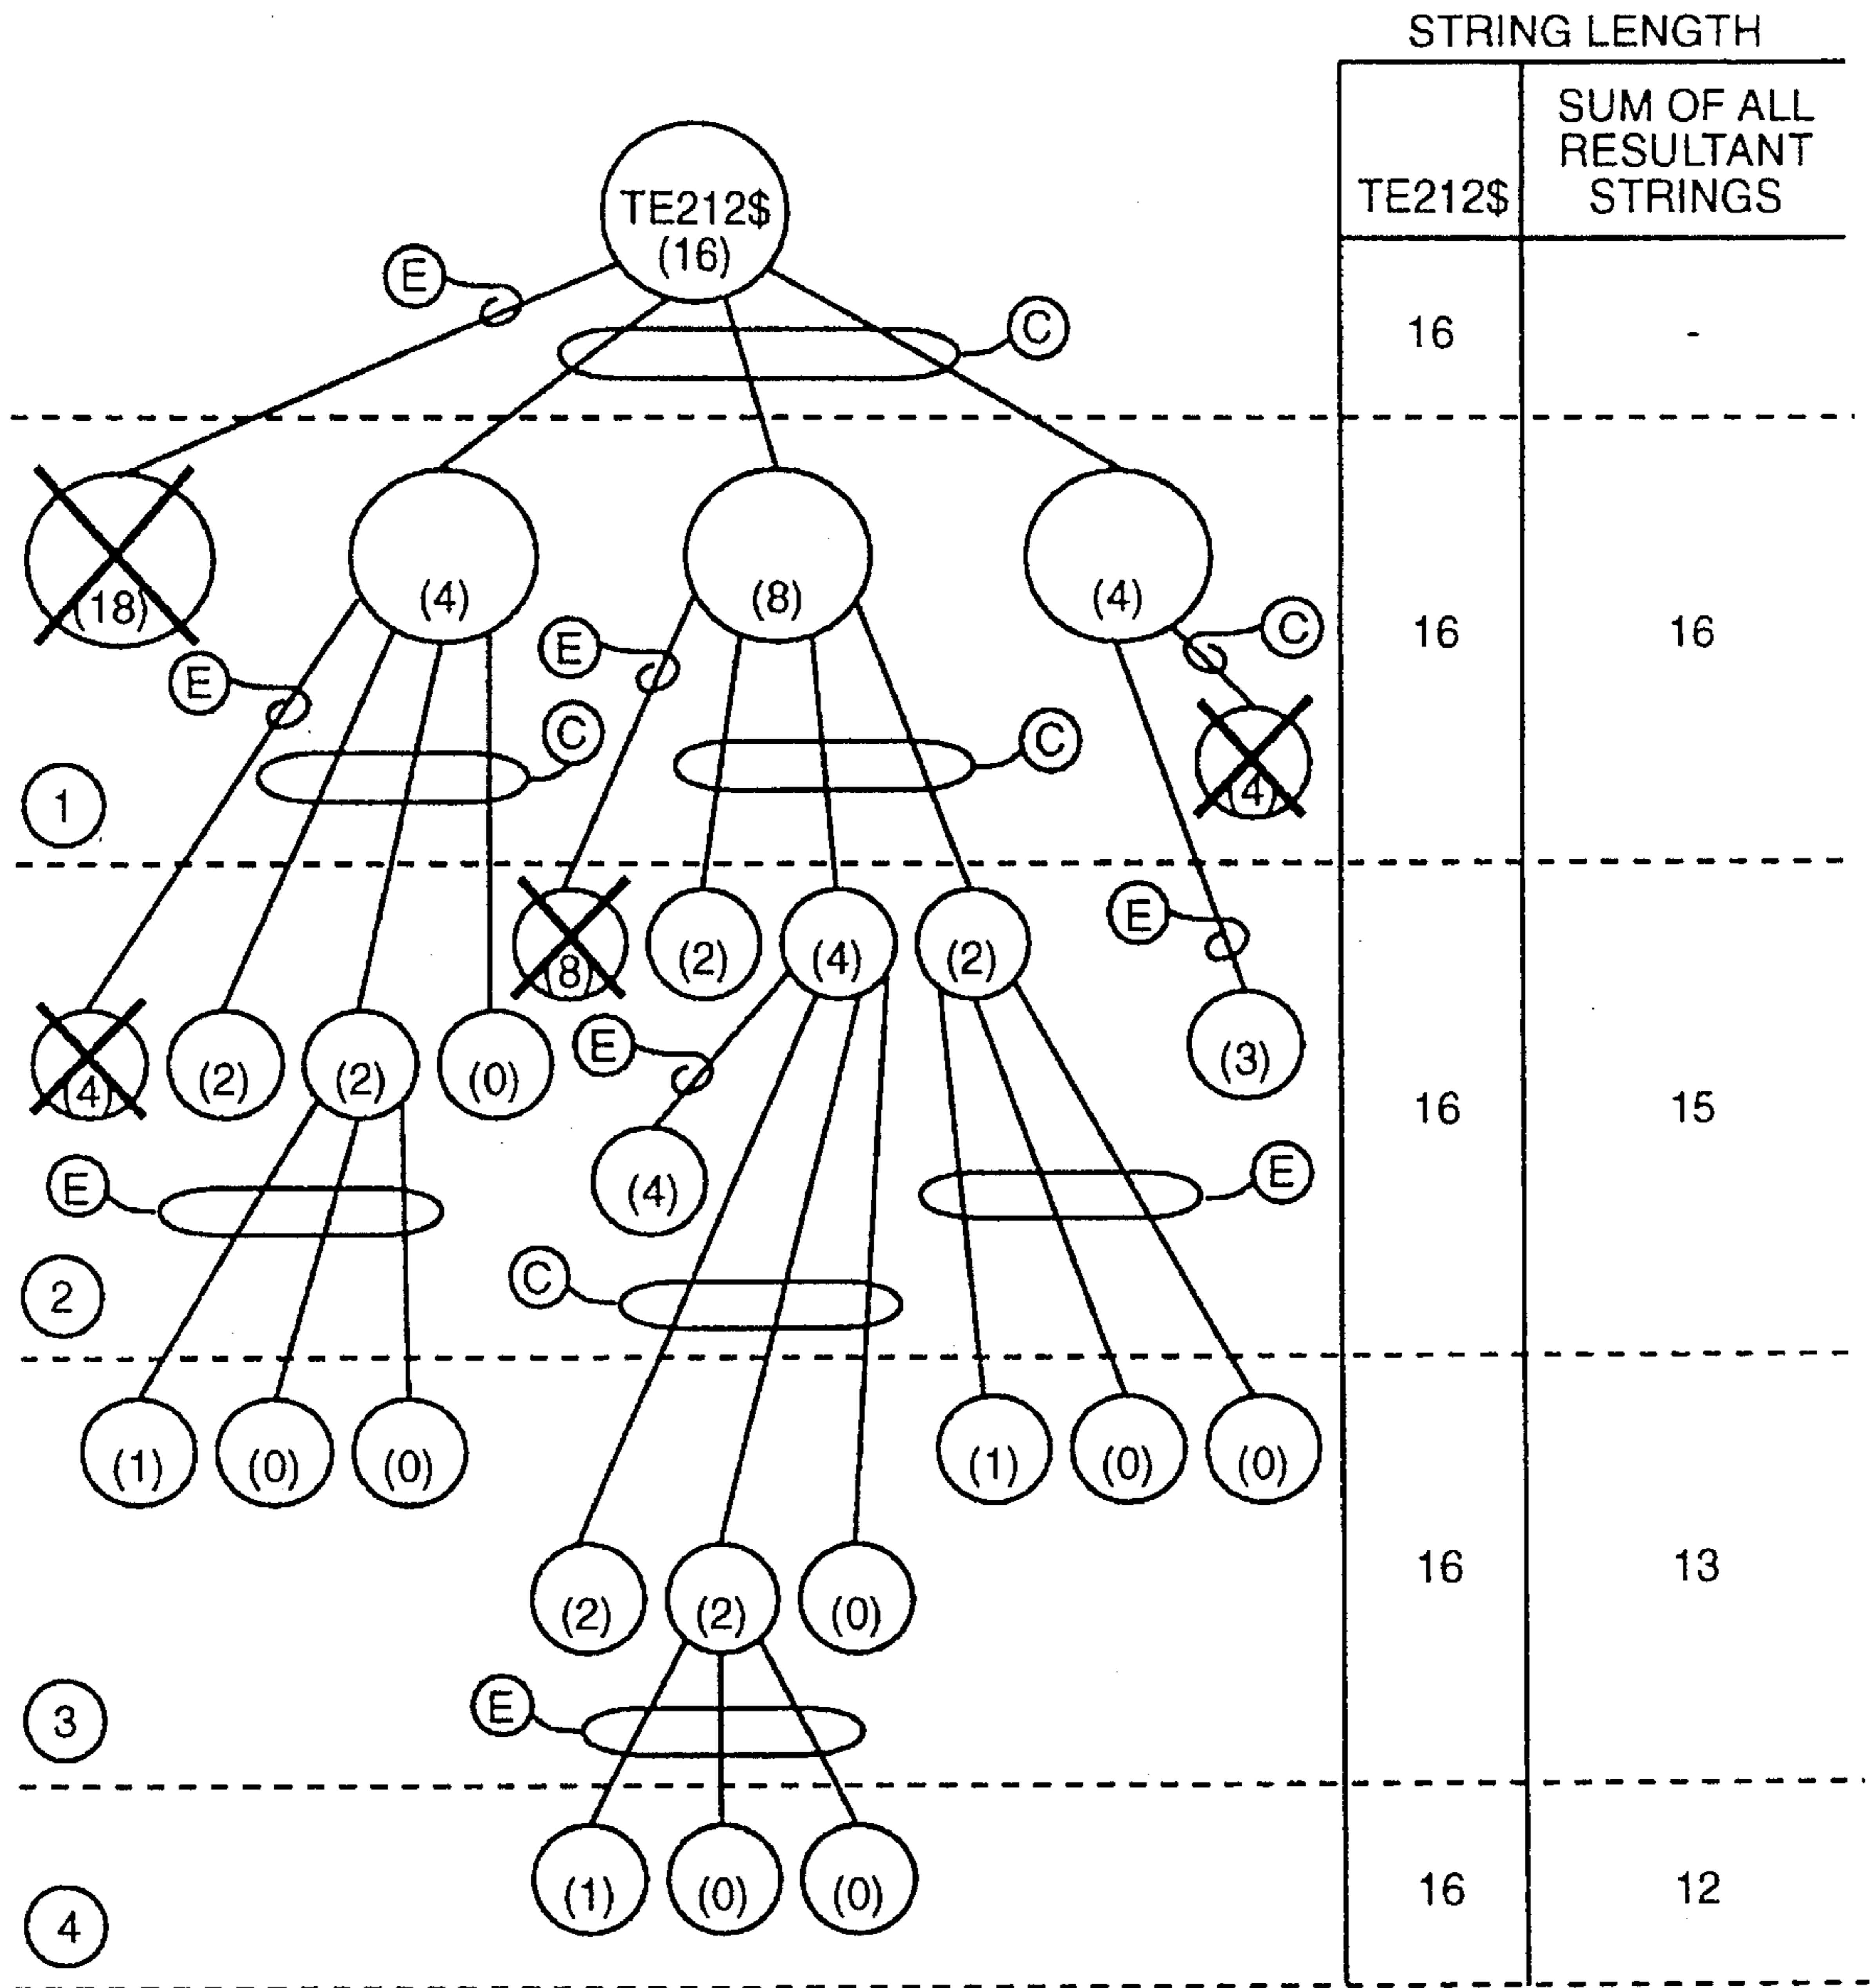 STRING LENGTH
TE212$
SUM OF ALL
RESULTANT
STRINGS
TE212$
(16)
E
C
16
-
(18)
(4)
(8)
(4)
E
E
C
C
C
(4)
16
16
1
(8)
(2)
(4)
(2)
E
(4)
(2)
(2)
(0)
E
(3)
(4)
16
15
E
E
C
2
(1)
(0)
(0)
(1)
(0)
(0)
(2)
(2)
(0)
16
13
E
3
(1)
(0)
(0)
16
12
4